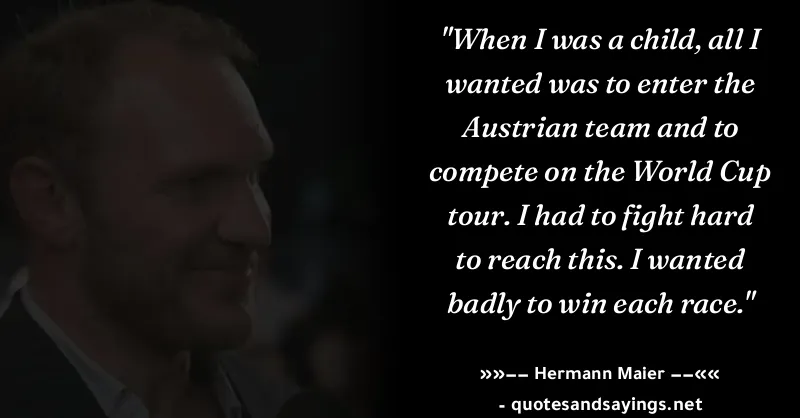 "When I was a child, all I
wanted was to enter the
Austrian team and to
compete on the World Cup
tour. I had to fight hard
to reach this. I wanted
badly to win each race."
»»–– Hermann Maier ––««
- quotesandsayings.net